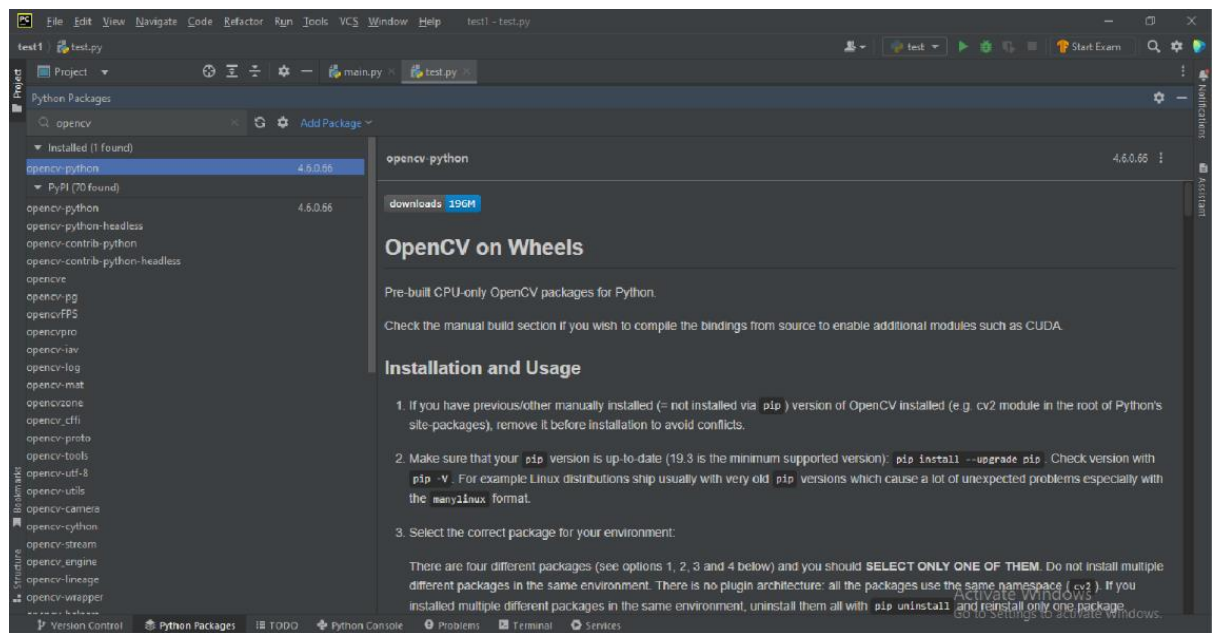 PC File Edit View Navigate Code Refactor Run Tools VCS Window Help test1 - test.py
test1 test.py test Start Exam
Project main.py test.py
Project
Python Packages
opencv Add Package
Installed (1 found)
opencv-python 4.6.0.66
PyPI (70 found)
opencv-python 4.6.0.66
opencv-python-headless
opencv-contrib-python
opencv-contrib-python-headless
opencve
opencv-pg
opencvFPS
opencvpro
opencv-iav
opencv-log
opencv-mat
opencvzone
opencv_cffi
opencv-proto
opencv-tools
opencv-utf-8
opencv-utils
opencv-camera
opencv-cython
opencv-stream
opencv_engine
opencv-lineage
opencv-wrapper
opencv-python 4.6.0.66
downloads 196M
OpenCV on Wheels
Pre-built CPU-only OpenCV packages for Python.
Check the manual build section if you wish to compile the bindings from source to enable additional modules such as CUDA.
Installation and Usage
1. If you have previous/other manually installed (= not installed via pip ) version of OpenCV installed (e.g. cv2 module in the root of Python's
site-packages), remove it before installation to avoid conflicts.
2. Make sure that your pip version is up-to-date (19.3 is the minimum supported version): pip install --upgrade pip . Check version with
pip -V . For example Linux distributions ship usually with very old pip versions which cause a lot of unexpected problems especially with
the manylinux format.
3. Select the correct package for your environment:
There are four different packages (see options 1, 2, 3 and 4 below) and you should SELECT ONLY ONE OF THEM. Do not install multiple
different packages in the same environment. There is no plugin architecture: all the packages use the same namespace ( cv2 ). If you
installed multiple different packages in the same environment, uninstall them all with pip uninstall and reinstall only one package.
Activate Windows
Go to Settings to activate Windows.
Notifications
Assistant
Bookmarks
Structure
Version Control Python Packages TODO Python Console Problems Terminal Services